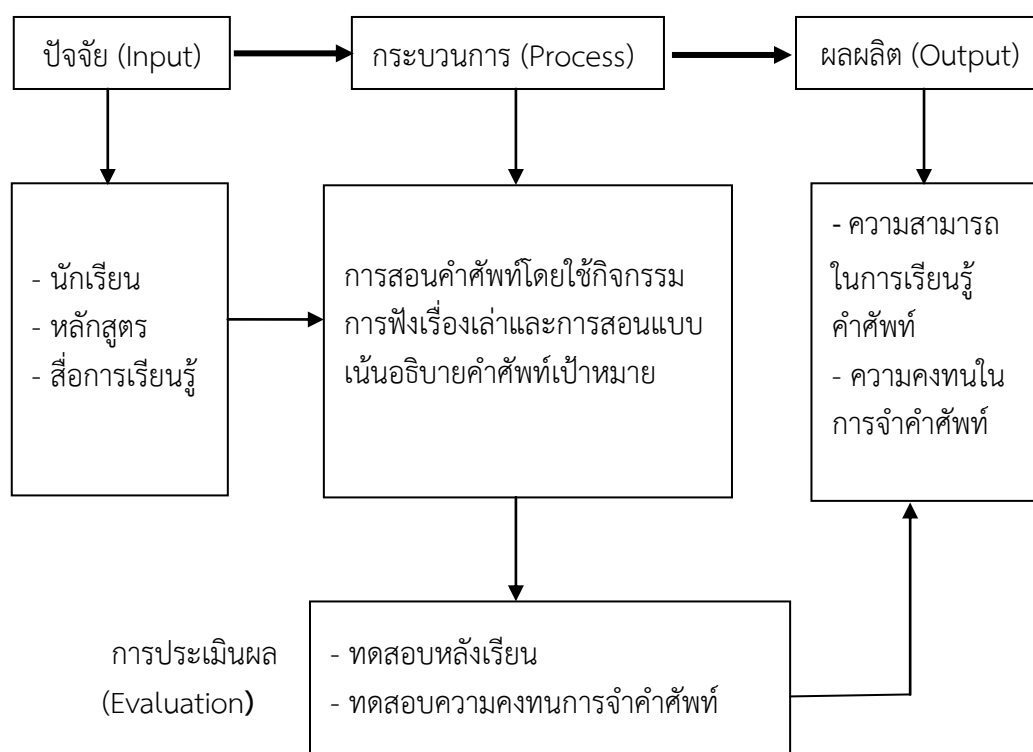 ปัจจัย (Input)
กระบวนการ (Process)
ผลผลิต (Output)
- นักเรียน
- หลักสูตร
- สื่อการเรียนรู้
การสอนคำศัพท์โดยใช้กิจกรรม
การฟังเรื่องเล่าและการสอนแบบ
เน้นอธิบายคำศัพท์เป้าหมาย
- ความสามารถ
ในการเรียนรู้
คำศัพท์
- ความคงทนใน
การจำคำศัพท์
การประเมินผล
(Evaluation)
- ทดสอบหลังเรียน
- ทดสอบความคงทนการจำคำศัพท์